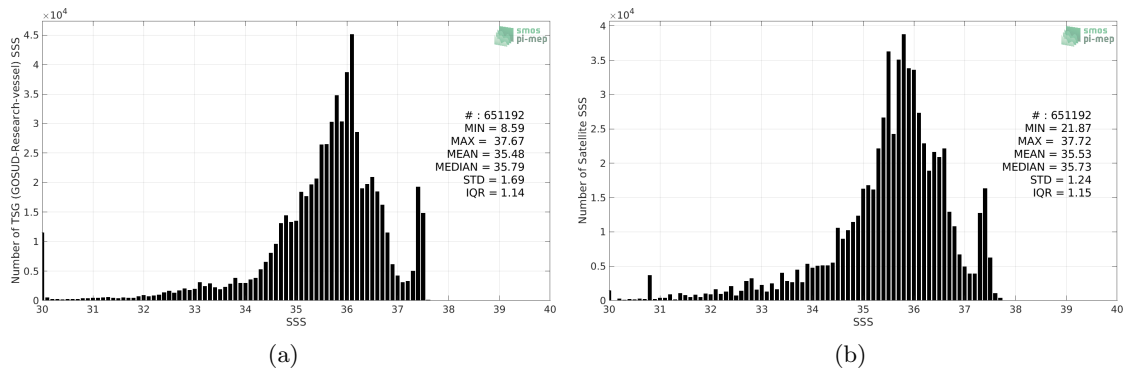 ×10⁴
Number of TSG (GOSUD-Research-vessel) SSS
4.5
4
3.5
3
2.5
2
1.5
1
0.5
0
30 31 32 33 34 35 36 37 38 39 40
SSS
smos
pi-mep
# : 651192
MIN = 8.59
MAX = 37.67
MEAN = 35.48
MEDIAN = 35.79
STD = 1.69
IQR = 1.14
(a)
×10⁴
Number of Satellite SSS
4
3.5
3
2.5
2
1.5
1
0.5
0
30 31 32 33 34 35 36 37 38 39 40
SSS
smos
pi-mep
# : 651192
MIN = 21.87
MAX = 37.72
MEAN = 35.53
MEDIAN = 35.73
STD = 1.24
IQR = 1.15
(b)